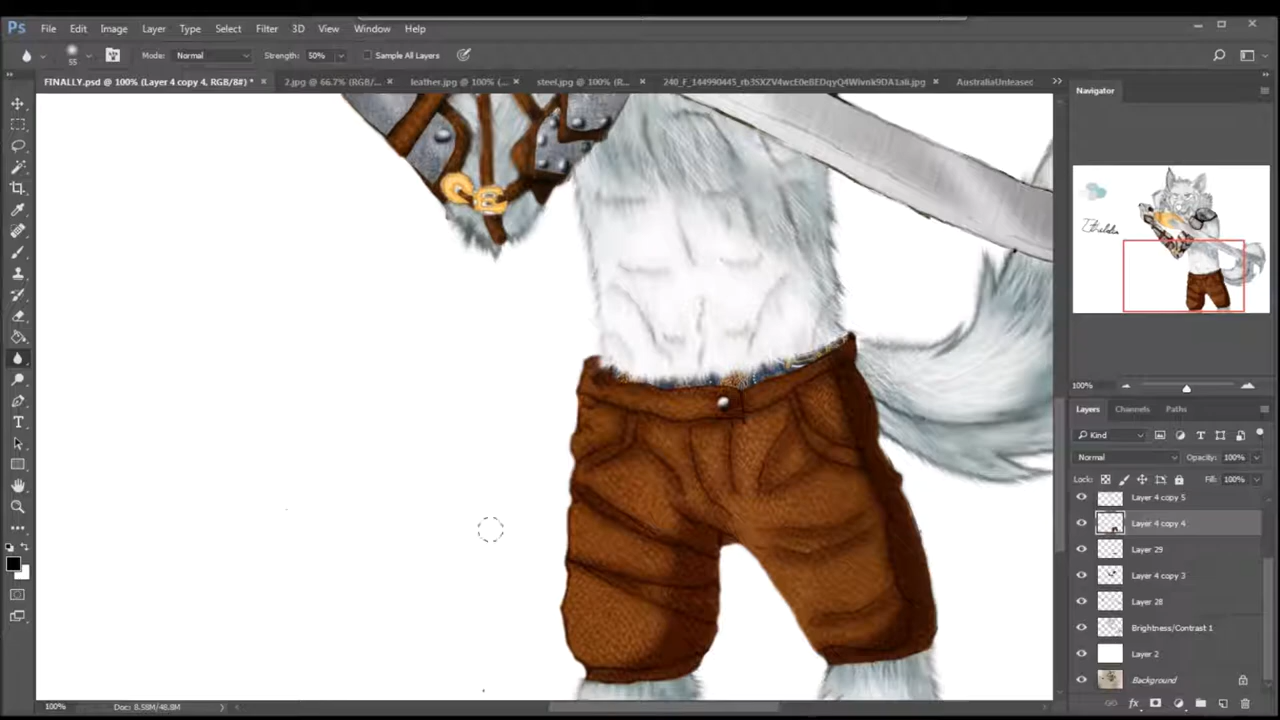 Ps File Edit Image Layer Type Select Filter 3D View Window Help
55 Mode: Normal Strength: 50% Sample All Layers
FINALLY.psd @ 100% (Layer 4 copy 4, RGB/8#) * × 2.jpg @ 66.7% (RGB/... × leather.jpg @ 100% (... × steel.jpg @ 100% (R... × AustraliaUnteased
Navigator
100%
Layers Channels Paths
Kind
Normal Opacity: 100%
Lock: Fill: 100%
Layer 4 copy 5
Layer 4 copy 4
Layer 29
Layer 4 copy 3
Layer 28
Brightness/Contrast 1
Layer 2
Background
100% Doc: 8.58M/48.8M